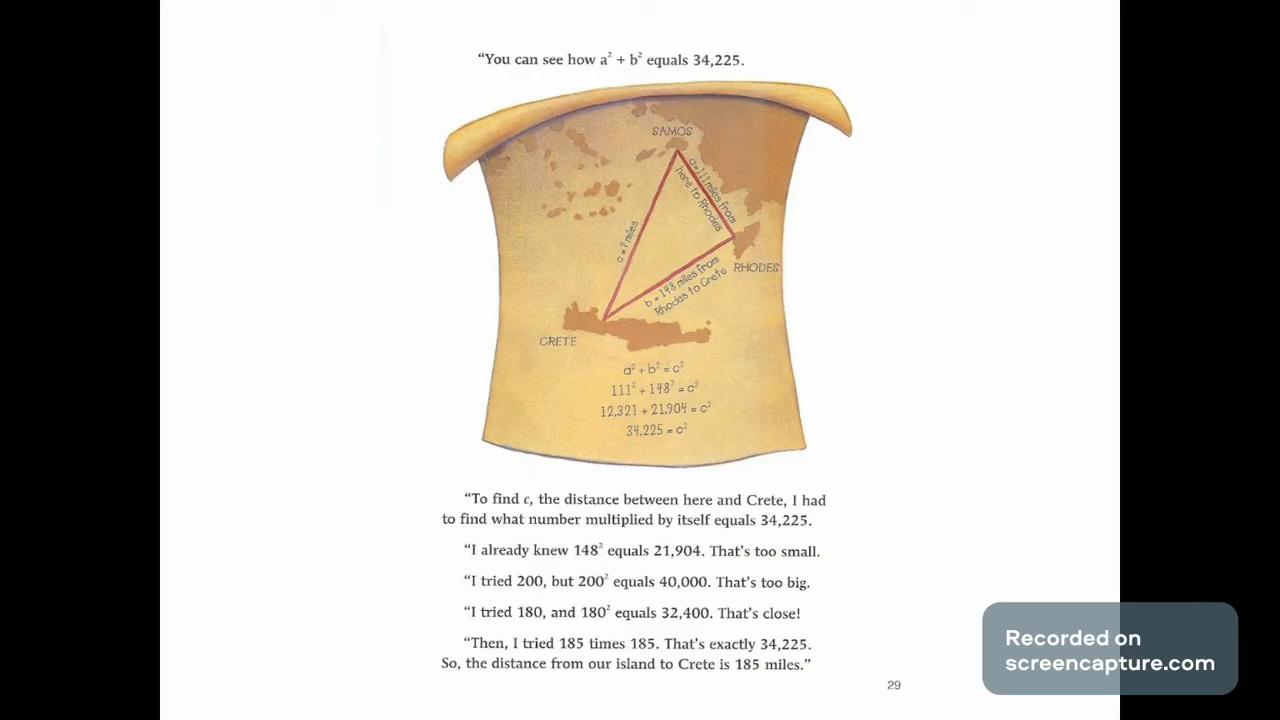 “You can see how a² + b² equals 34,225.
SAMOS
a = 111 miles from
here to Rhodes
c = ? miles
RHODES
b = 148 miles from
Rhodes to Crete
CRETE
a² + b² = c²
111² + 148² = c²
12,321 + 21,904 = c²
34,225 = c²
“To find c, the distance between here and Crete, I had
to find what number multiplied by itself equals 34,225.
“I already knew 148² equals 21,904. That’s too small.
“I tried 200, but 200² equals 40,000. That’s too big.
“I tried 180, and 180² equals 32,400. That’s close!
“Then, I tried 185 times 185. That’s exactly 34,225.
So, the distance from our island to Crete is 185 miles.”
29
Recorded on
screencapture.com